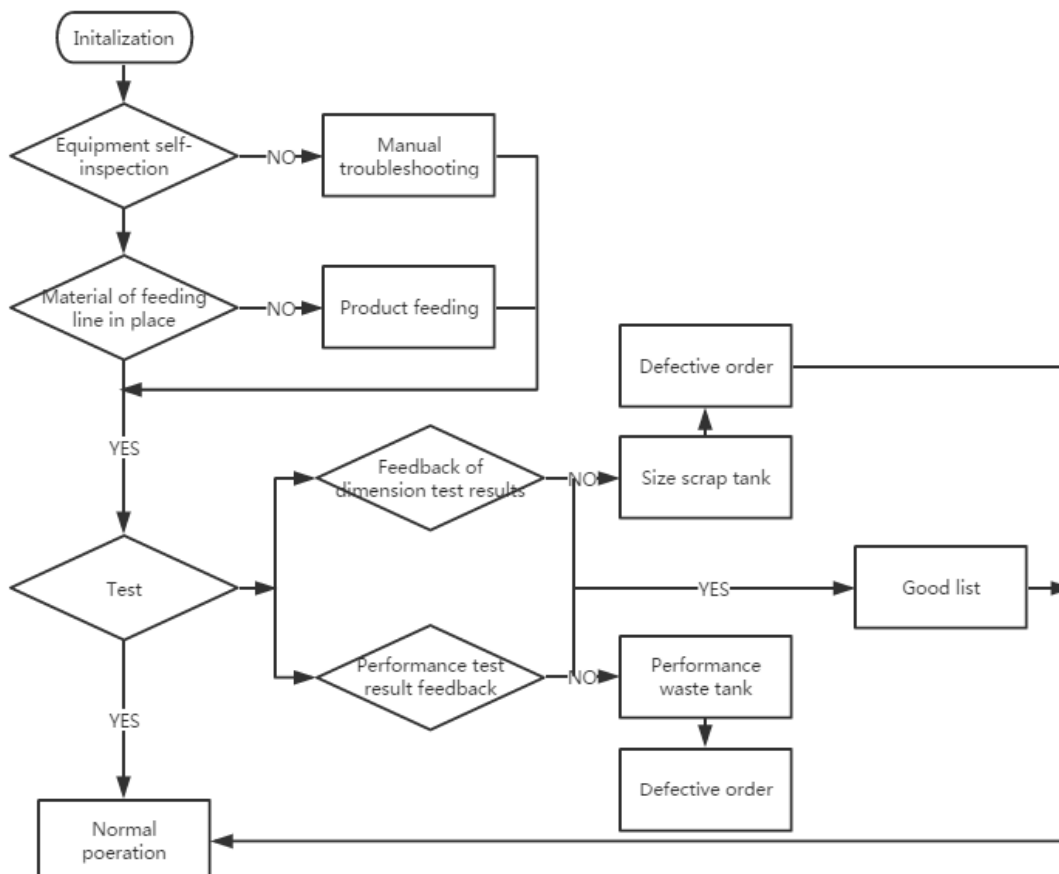 Initalization
Equipment self-
inspection
NO
Manual
troubleshooting
Material of feeding
line in place
NO
Product feeding
Defective order
YES
Feedback of
dimension test results
NO
Size scrap tank
Test
YES
Good list
Performance test
result feedback
NO
Performance
waste tank
YES
Defective order
Normal
poeration